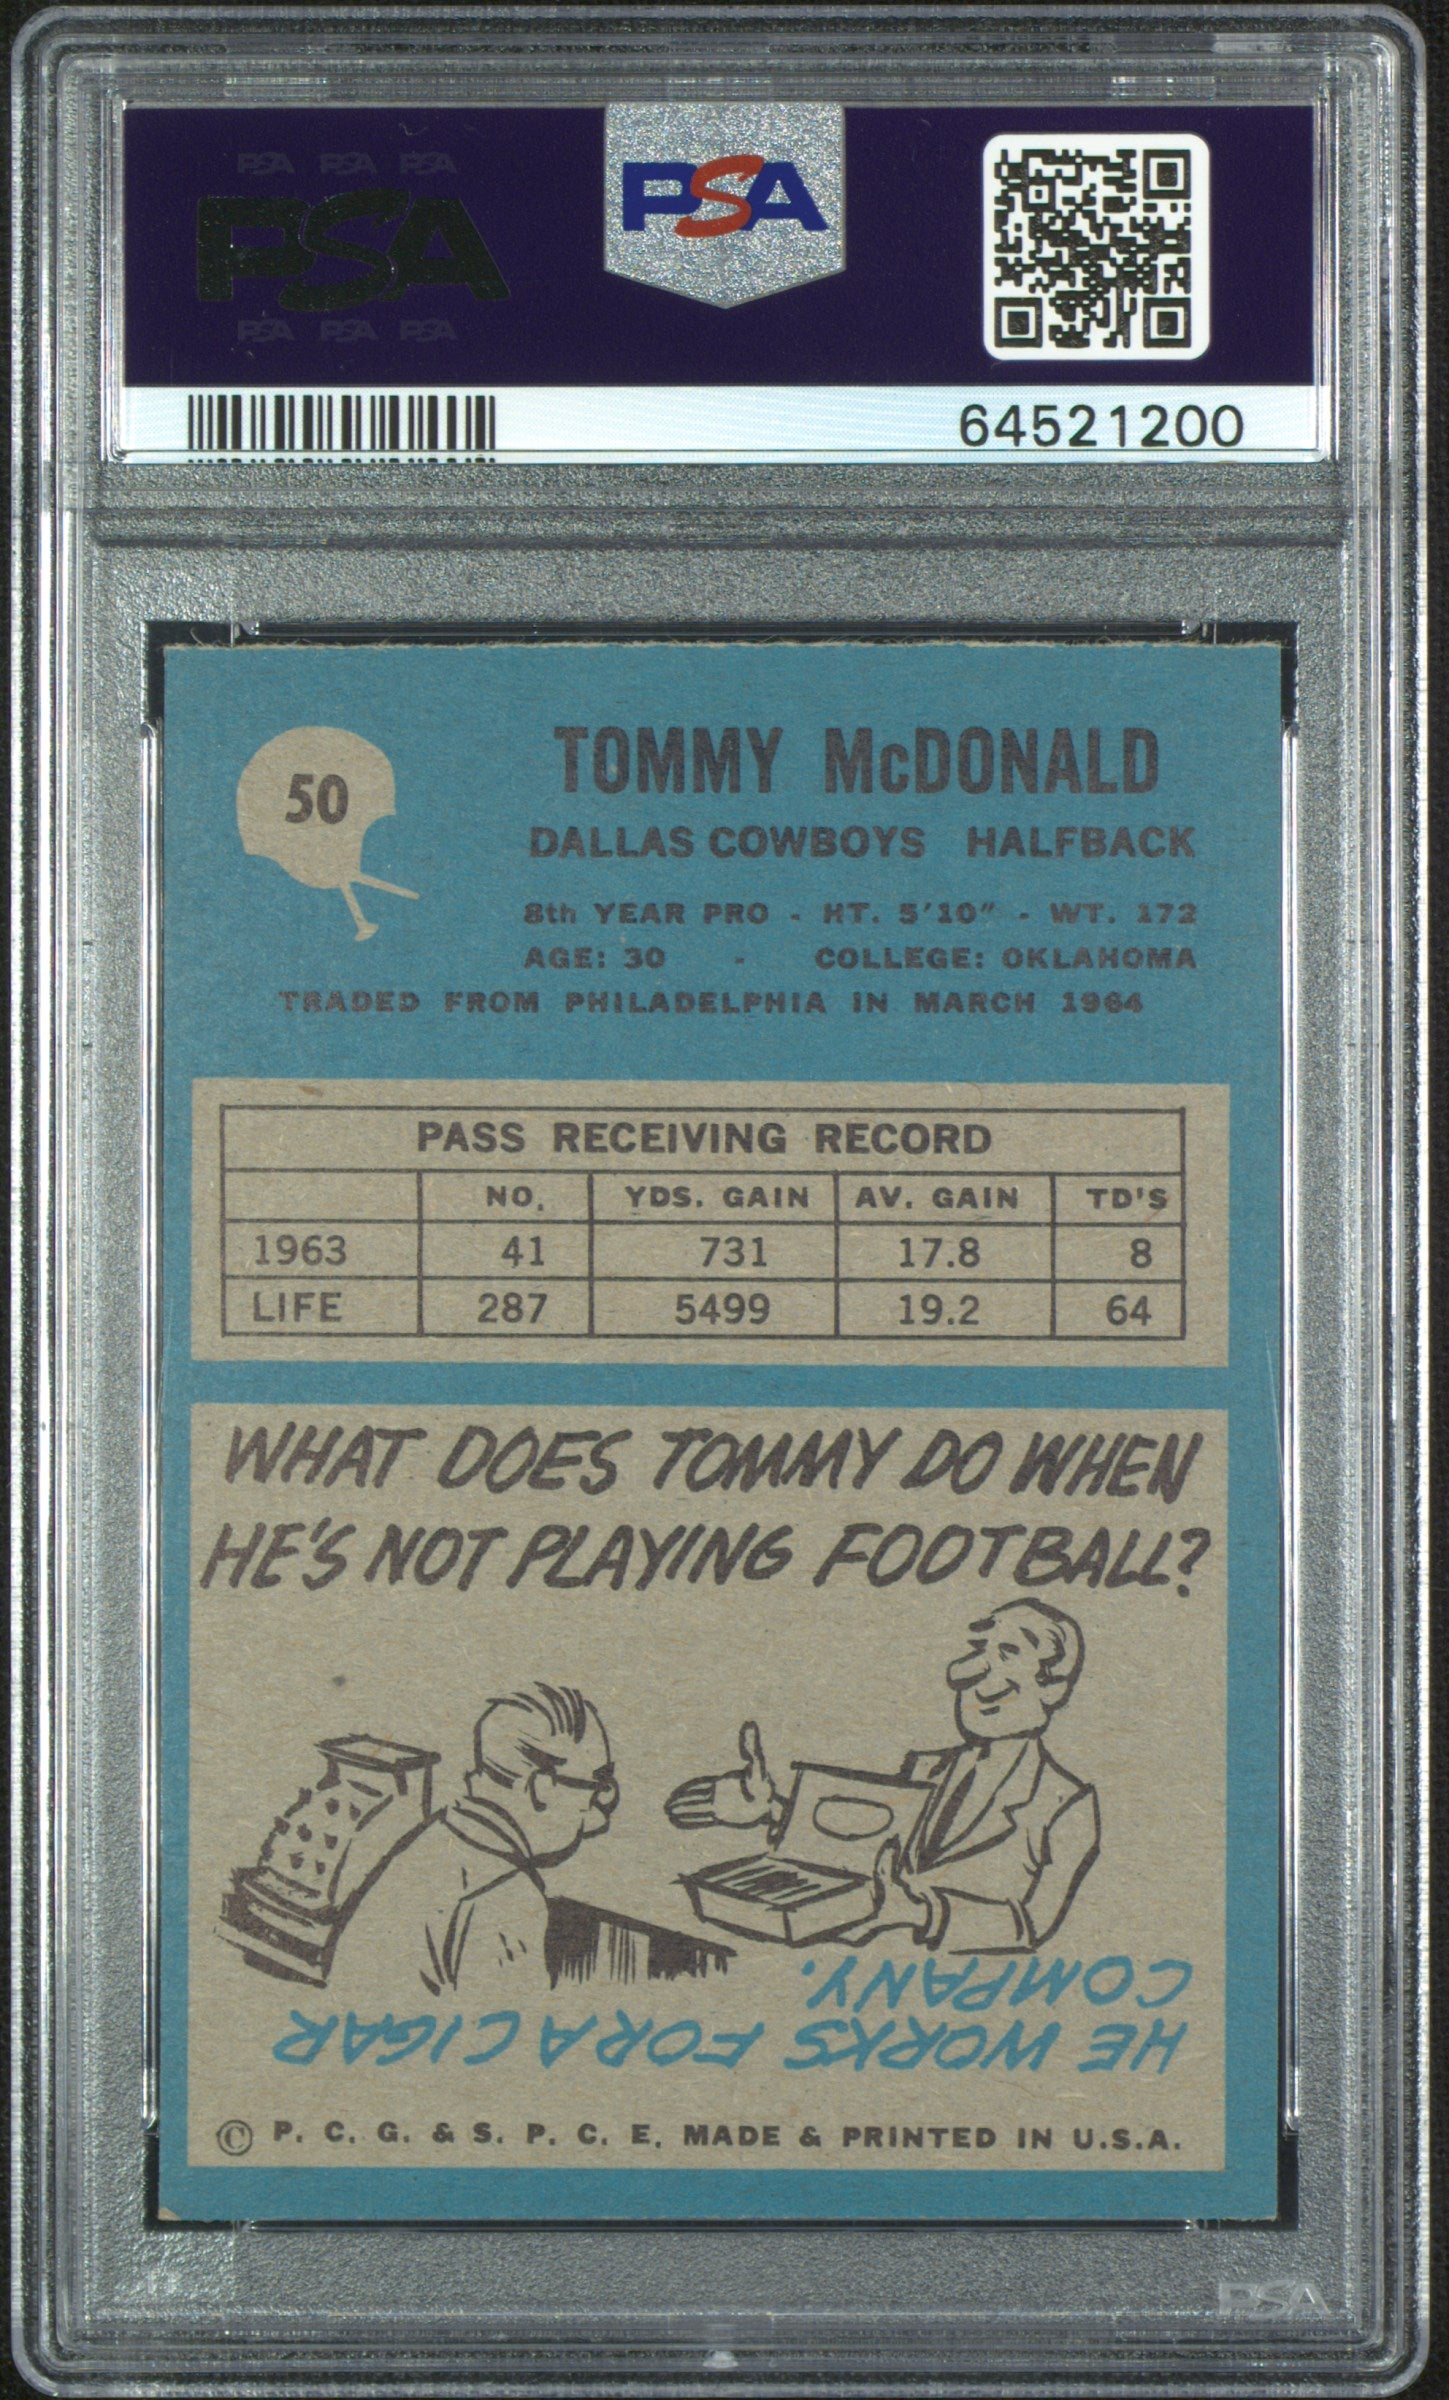 PSA PSA PSA
PSA
PSA PSA PSA
PSA
64521200
50
TOMMY McDONALD
DALLAS COWBOYS HALFBACK
8th YEAR PRO - HT. 5'10" - WT. 172
AGE: 30 - COLLEGE: OKLAHOMA
TRADED FROM PHILADELPHIA IN MARCH 1964
PASS RECEIVING RECORD
NO. YDS. GAIN AV. GAIN TD'S
1963 41 731 17.8 8
LIFE 287 5499 19.2 64
WHAT DOES TOMMY DO WHEN
HE'S NOT PLAYING FOOTBALL?
HE WORKS FOR A CIGAR
COMPANY.
© P. C. G. & S. P. C. E. MADE & PRINTED IN U.S.A.
PSA